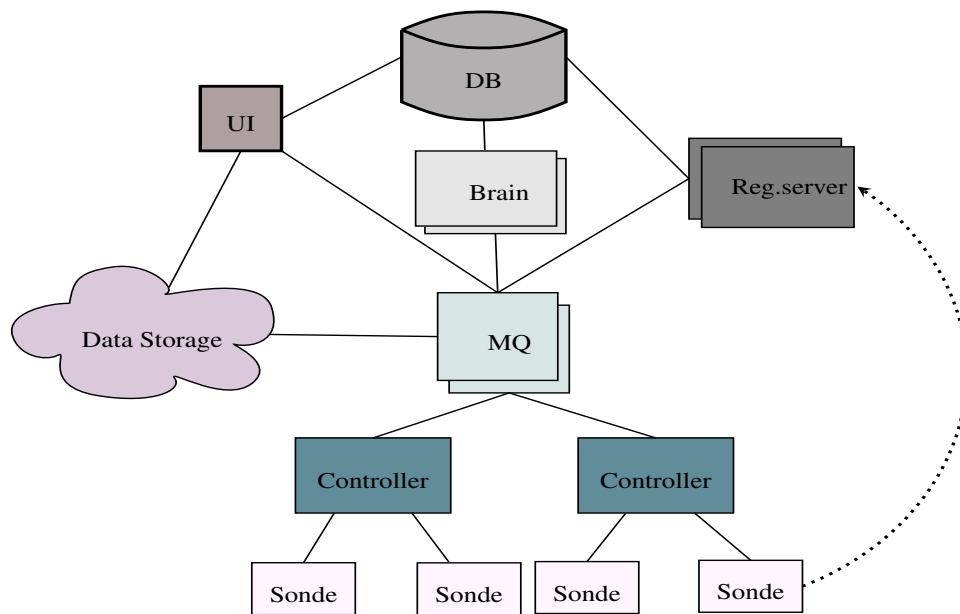 DB
UI
Brain
Reg.server
Data Storage
MQ
Controller
Controller
Sonde
Sonde
Sonde
Sonde